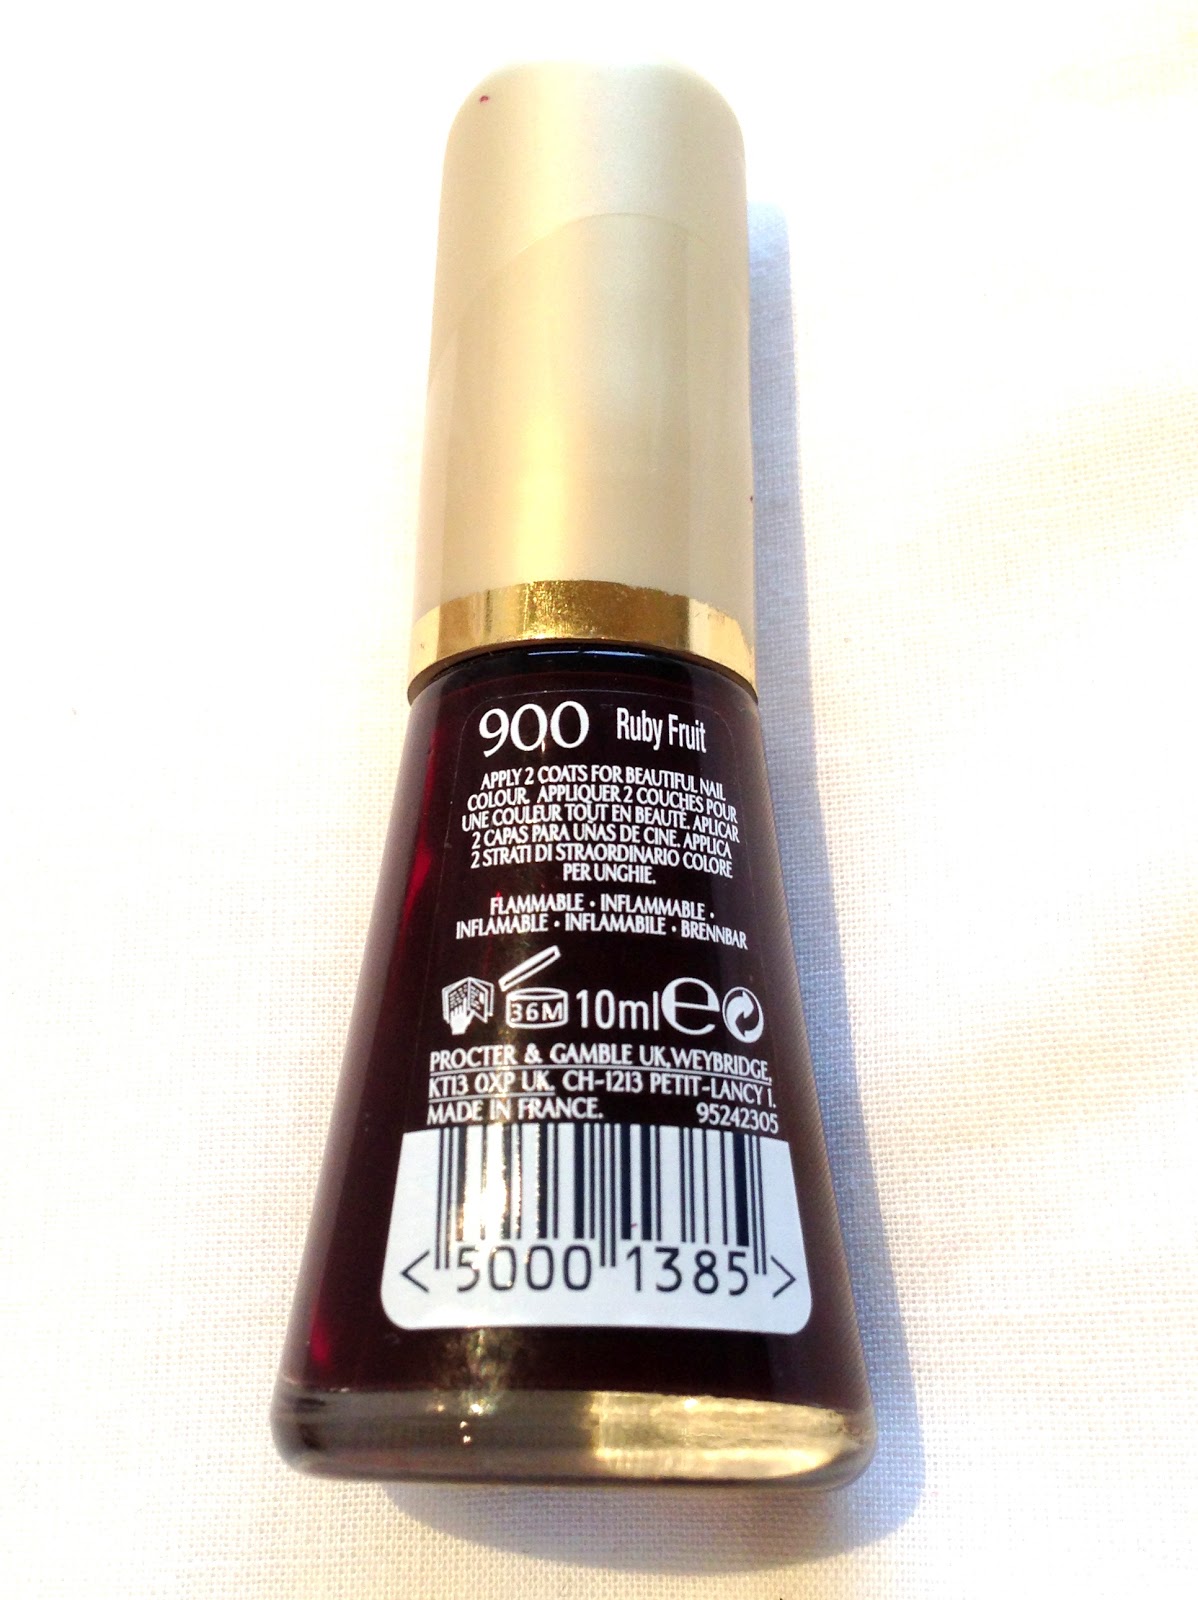 900 Ruby Fruit
APPLY 2 COATS FOR BEAUTIFUL NAIL
COLOUR. APPLIQUER 2 COUCHES POUR
UNE COULEUR TOUT EN BEAUTÉ. APLICAR
2 CAPAS PARA UÑAS DE CINE. APPLICA
2 STRATI DI STRAORDINARIO COLORE
PER UNGHIE.
FLAMMABLE • INFLAMMABLE •
INFLAMABLE • INFLAMABILE • BRENNBAR
36M 10ml e
PROCTER & GAMBLE UK, WEYBRIDGE,
KT13 0XP UK. CH-1213 PETIT-LANCY 1.
MADE IN FRANCE. 95242305
< 5000 1385 >